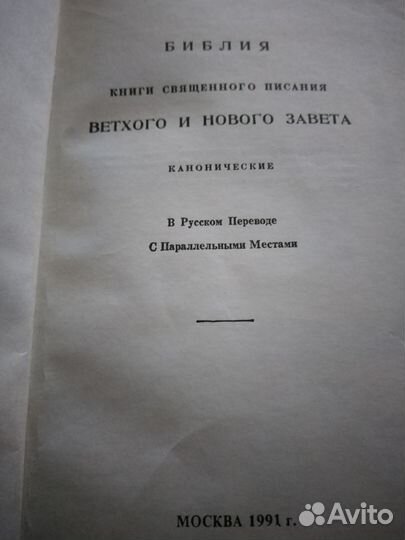 БИБЛИЯ
КНИГИ СВЯЩЕННОГО ПИСАНИЯ
ВЕТХОГО И НОВОГО ЗАВЕТА
КАНОНИЧЕСКИЕ
В Русском Переводе
С Параллельными Местами
МОСКВА 1991 г.
Avito